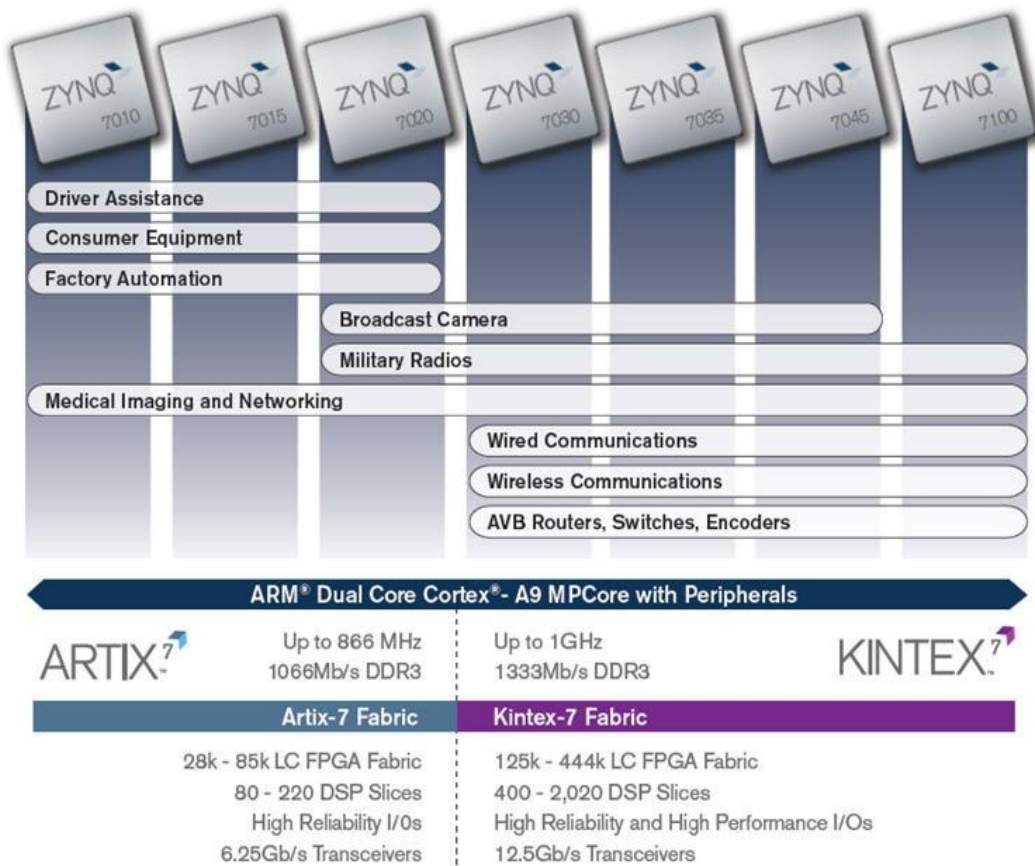 ZYNQ 7010
ZYNQ 7015
ZYNQ 7020
ZYNQ 7030
ZYNQ 7035
ZYNQ 7045
ZYNQ 7100
Driver Assistance
Consumer Equipment
Factory Automation
Broadcast Camera
Military Radios
Medical Imaging and Networking
Wired Communications
Wireless Communications
AVB Routers, Switches, Encoders
ARM® Dual Core Cortex®- A9 MPCore with Peripherals
ARTIX.7™
Up to 866 MHz
1066Mb/s DDR3
Up to 1GHz
1333Mb/s DDR3
KINTEX.7™
Artix-7 Fabric
Kintex-7 Fabric
28k - 85k LC FPGA Fabric
125k - 444k LC FPGA Fabric
80 - 220 DSP Slices
400 - 2,020 DSP Slices
High Reliability I/0s
High Reliability and High Performance I/Os
6.25Gb/s Transceivers
12.5Gb/s Transceivers